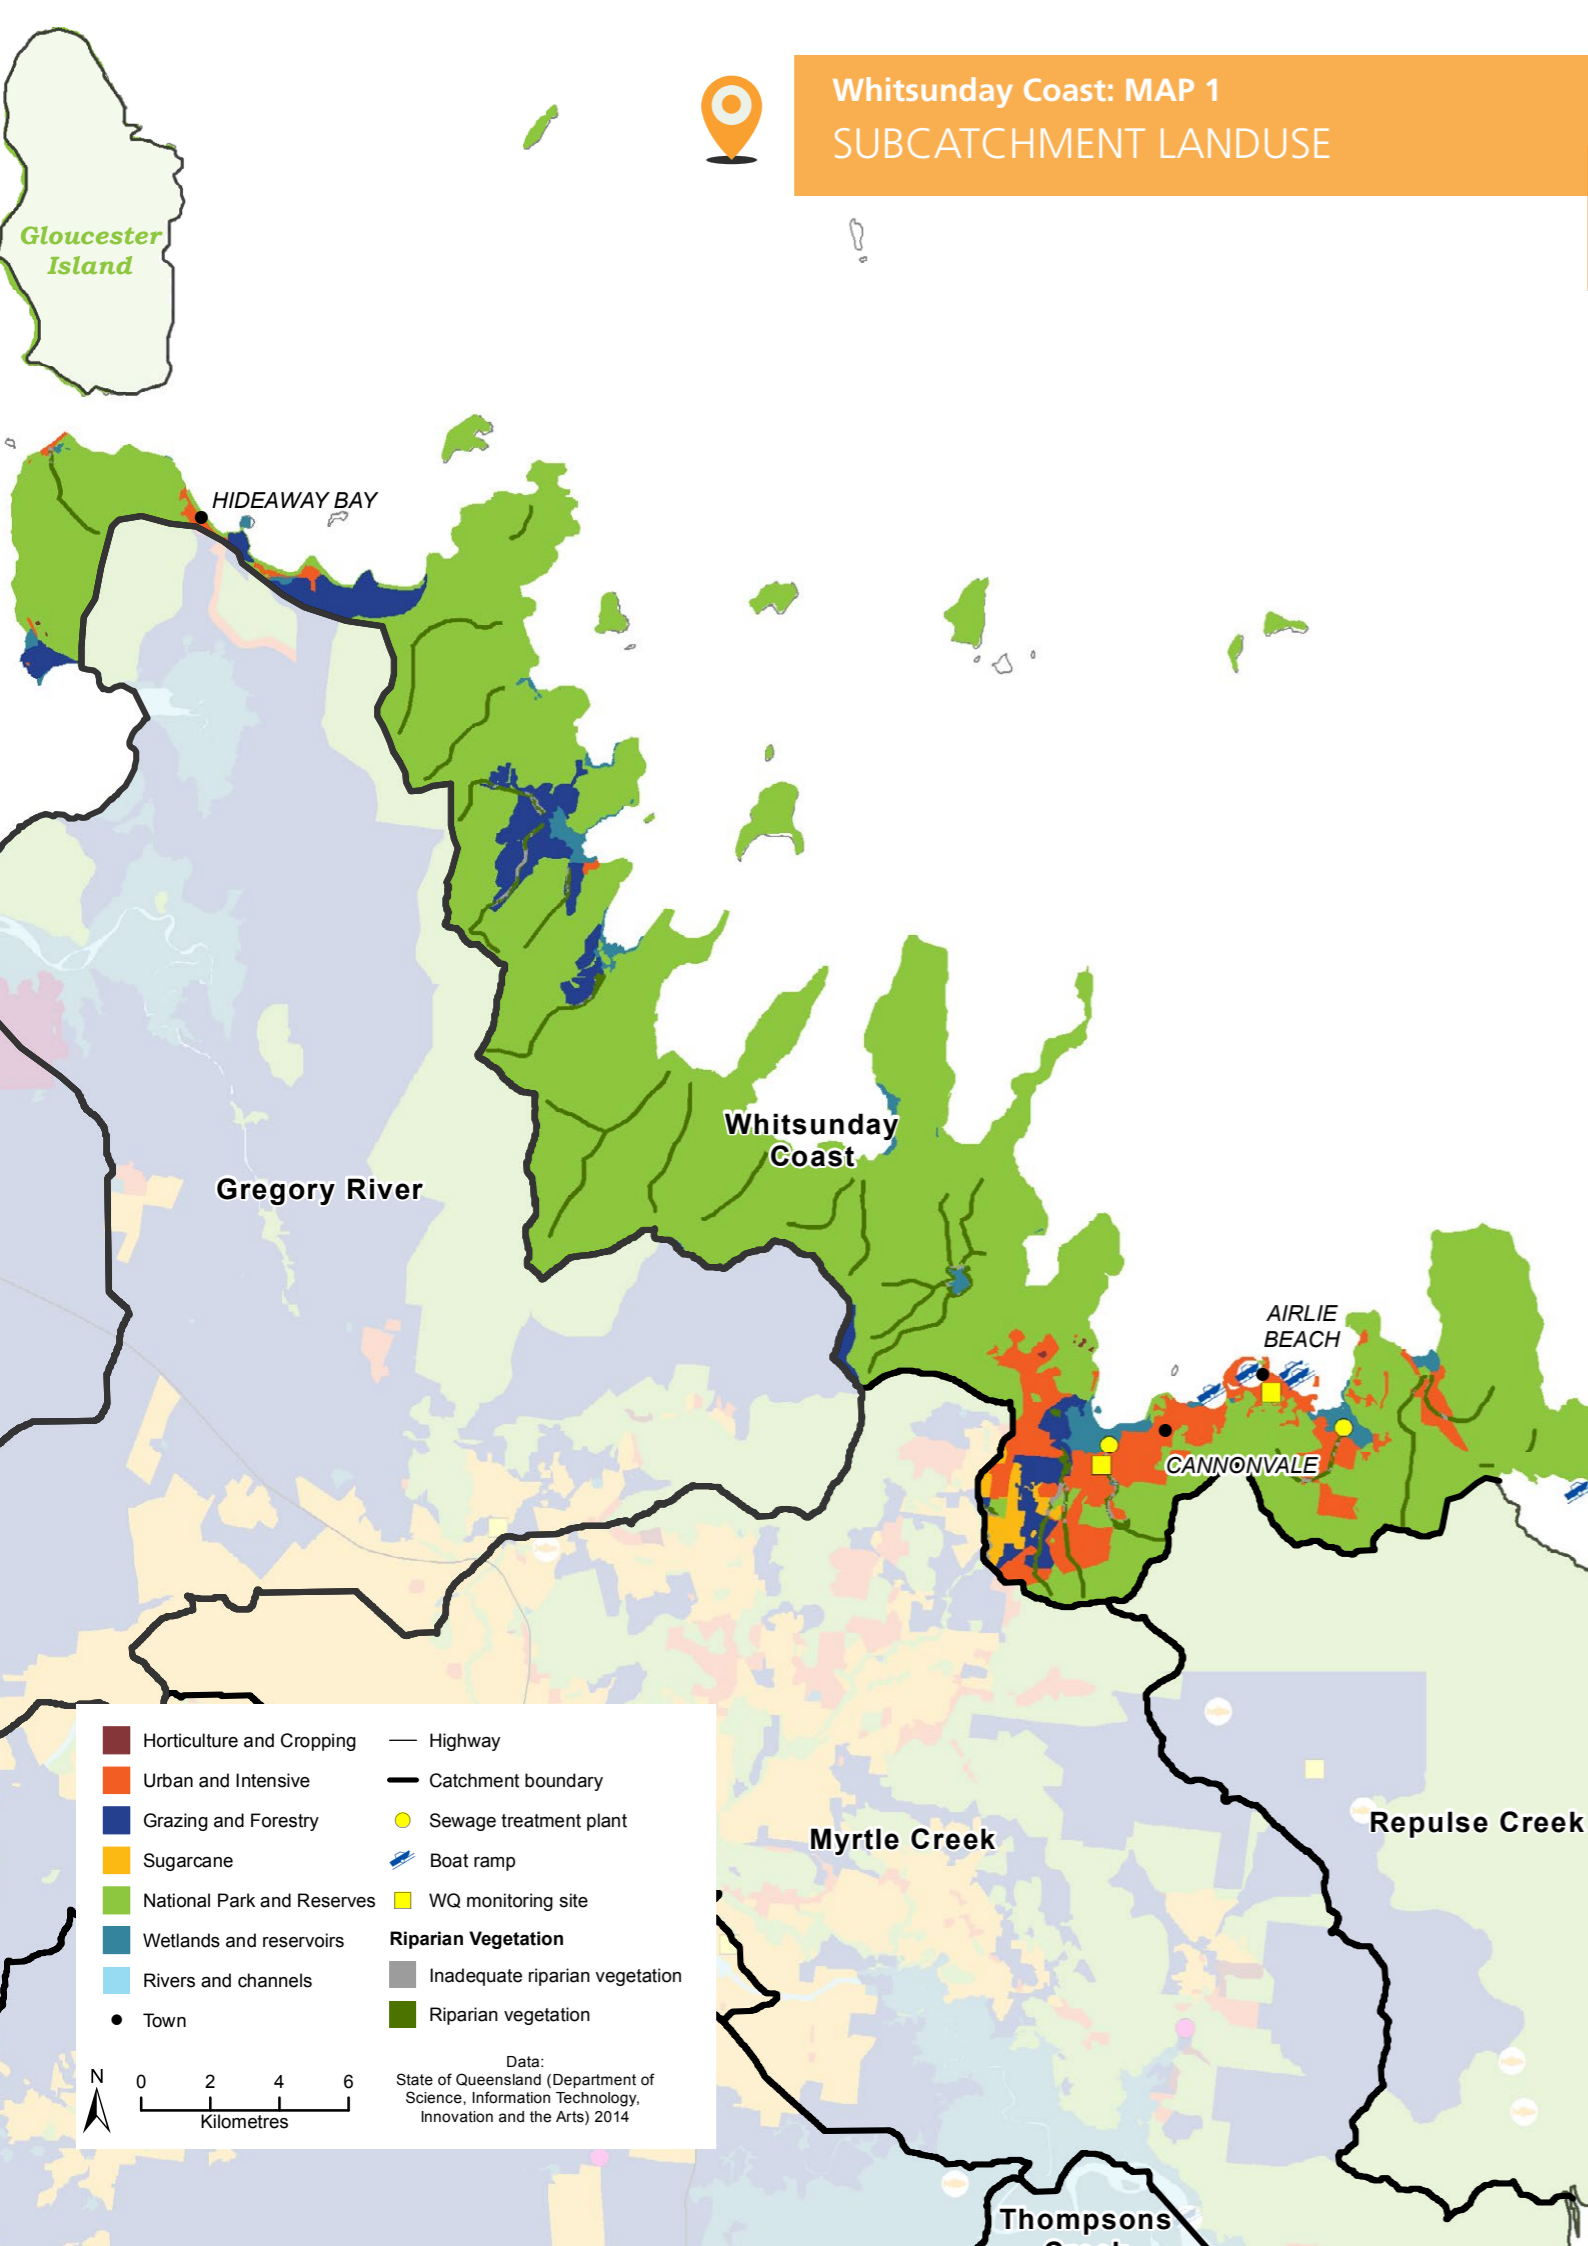 Whitsunday Coast: MAP 1
SUBCATCHMENT LANDUSE
Gloucester
Island
HIDEAWAY BAY
Whitsunday
Coast
Gregory River
AIRLIE
BEACH
CANNONVALE
Myrtle Creek
Repulse Creek
Horticulture and Cropping
Urban and Intensive
Grazing and Forestry
Sugarcane
National Park and Reserves
Wetlands and reservoirs
Rivers and channels
Town
Highway
Catchment boundary
Sewage treatment plant
Boat ramp
WQ monitoring site
Riparian Vegetation
Inadequate riparian vegetation
Riparian vegetation
N
0 2 4 6
Kilometres
Data:
State of Queensland (Department of
Science, Information Technology,
Innovation and the Arts) 2014
Thompsons